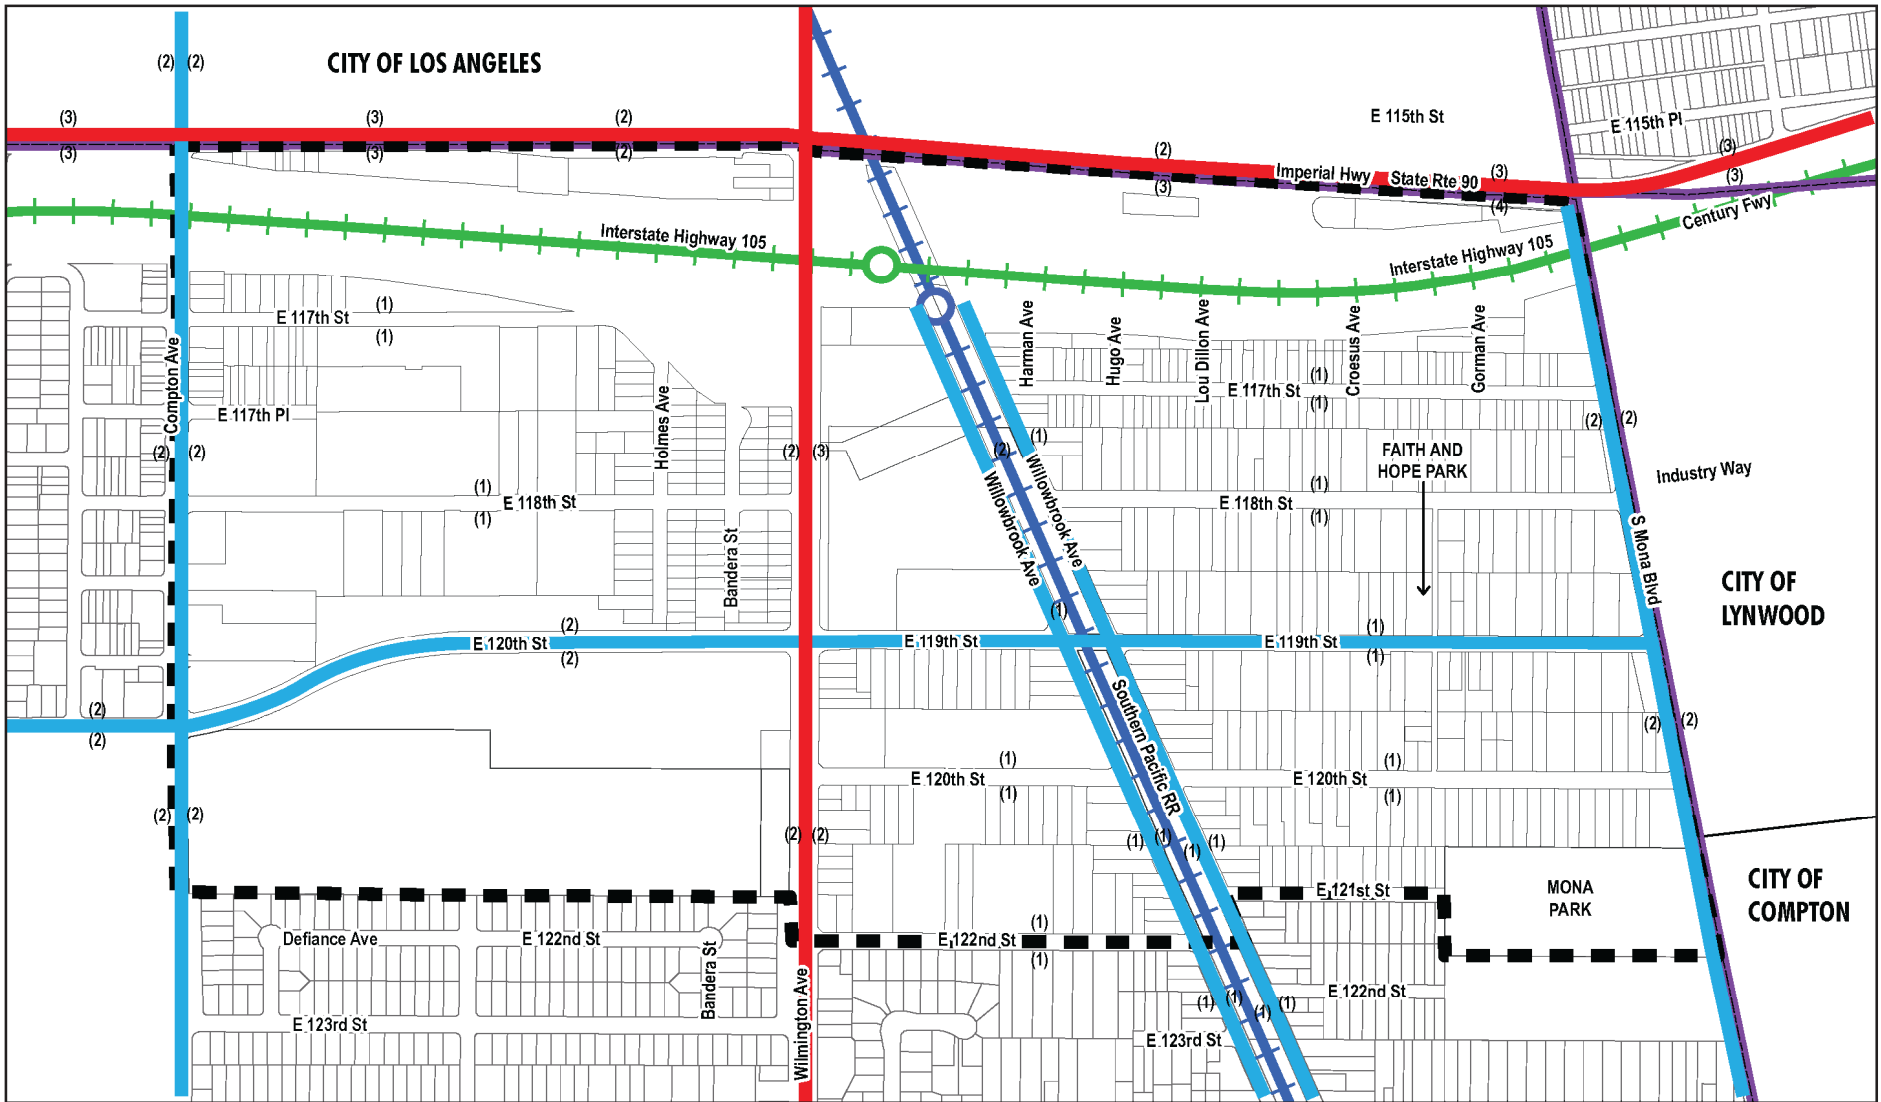 CITY OF LOS ANGELES
(2) (2)
(3) (3) (2)
(3) (3) (2)
E 115th St
E 115th Pl
(2) (3) (3)
(3) (4) (3)
Imperial Hwy State Rte 90
Century Fwy
Interstate Highway 105
Interstate Highway 105
E 117th St
(1)
(1)
Compton Ave
E 117th Pl
Holmes Ave
Harman Ave
Hugo Ave
Lou Dillon Ave
Croesus Ave
Gorman Ave
(1)
E 117th St
(1)
(2) (2)
(2) (2)
(2) (3)
(2) (1)
FAITH AND
HOPE PARK
Industry Way
(1)
E 118th St
(1)
(1)
E 118th St
(1)
Willowbrook Ave
Willowbrook Ave
Bandera St
S Mona Blvd
CITY OF
LYNWOOD
(2)
E 120th St
(2)
E 119th St
(1)
(1)
E 119th St
(1)
Southern Pacific RR
(2)
(2)
(2) (2)
(1)
E 120th St
(1)
(1)
E 120th St
(1)
(2) (2)
(2) (2)
(1) (1) (1) (1)
E 121st St
MONA
PARK
CITY OF
COMPTON
Defiance Ave
E 122nd St
Bandera St
(1)
E 122nd St
(1)
E 122nd St
(1) (1) (1) (1)
E 123rd St
Wilmington Ave
E 123rd St